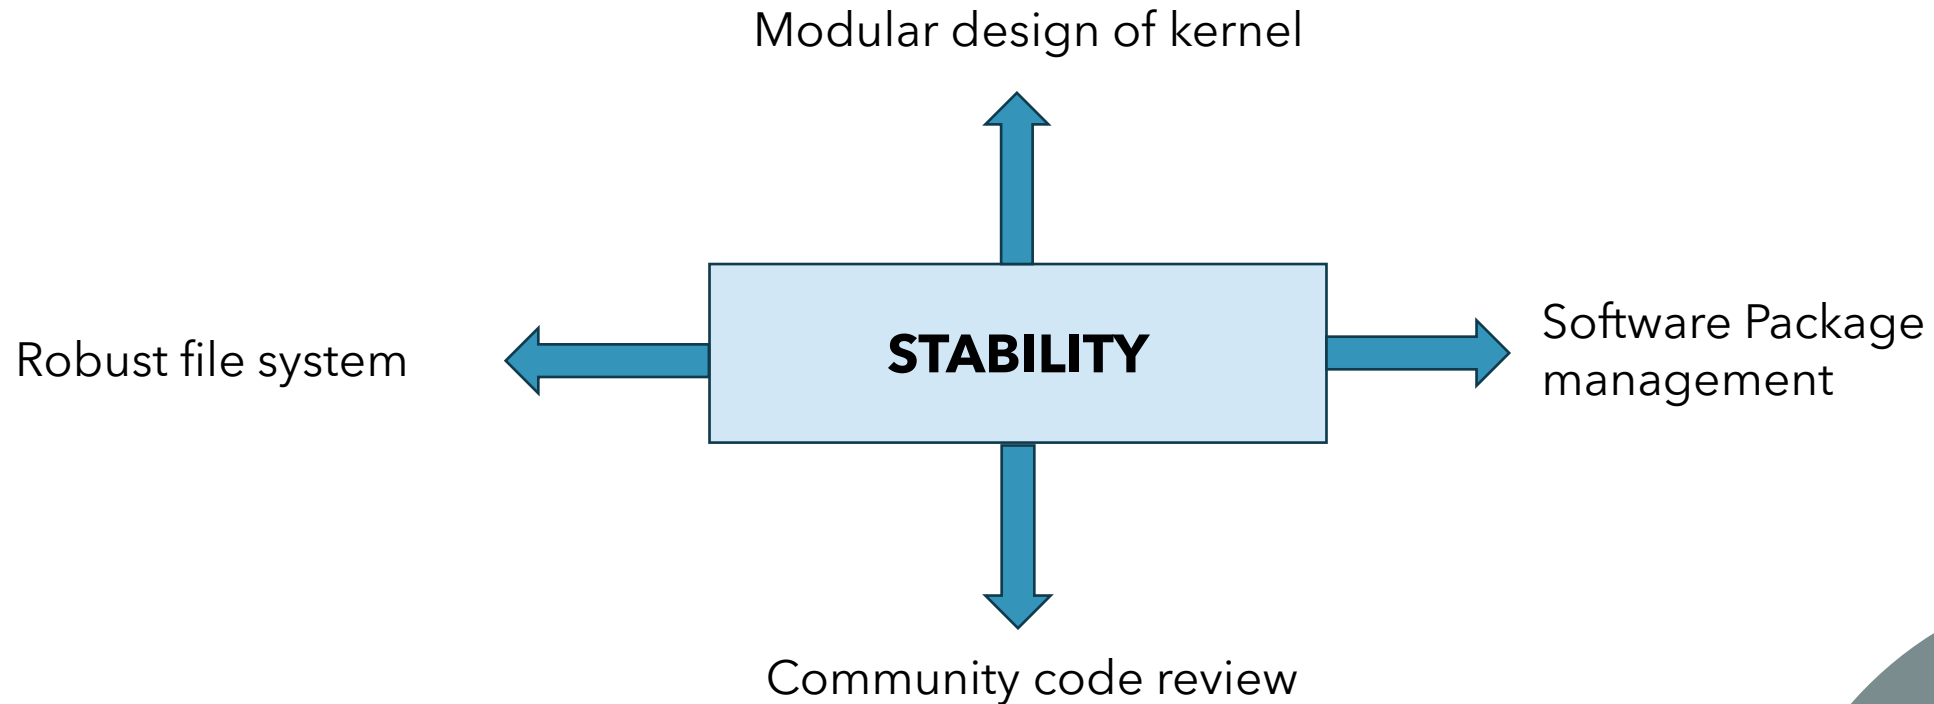 Modular design of kernel
Robust file system
STABILITY
Software Package
management
Community code review